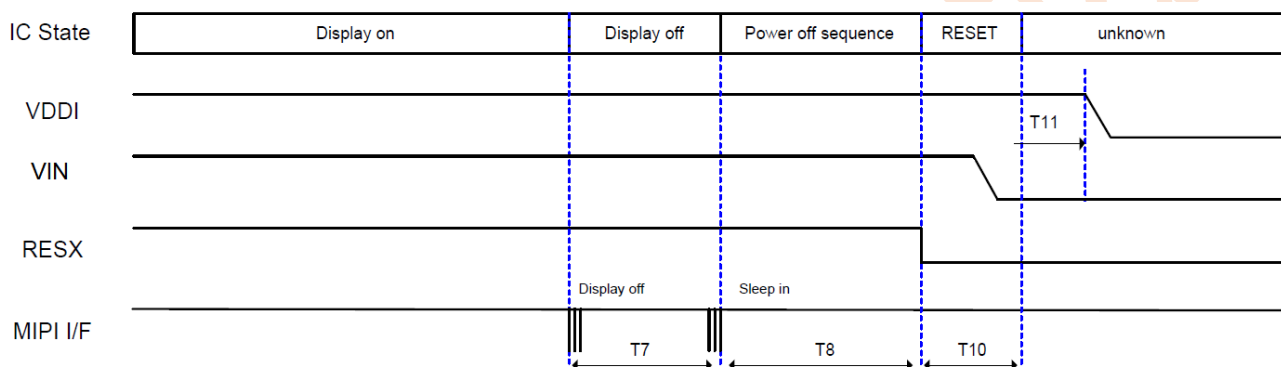 IC State Display on Display off Power off sequence RESET unknown
VDDI
T11
VIN
RESX
Display off Sleep in
MIPI I/F
T7 T8 T10